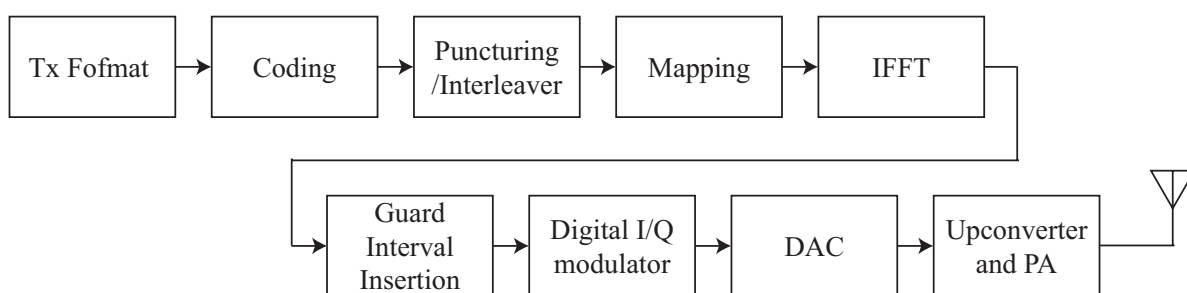 Tx Fofmat
Coding
Puncturing
/Interleaver
Mapping
IFFT
Guard
Interval
Insertion
Digital I/Q
modulator
DAC
Upconverter
and PA